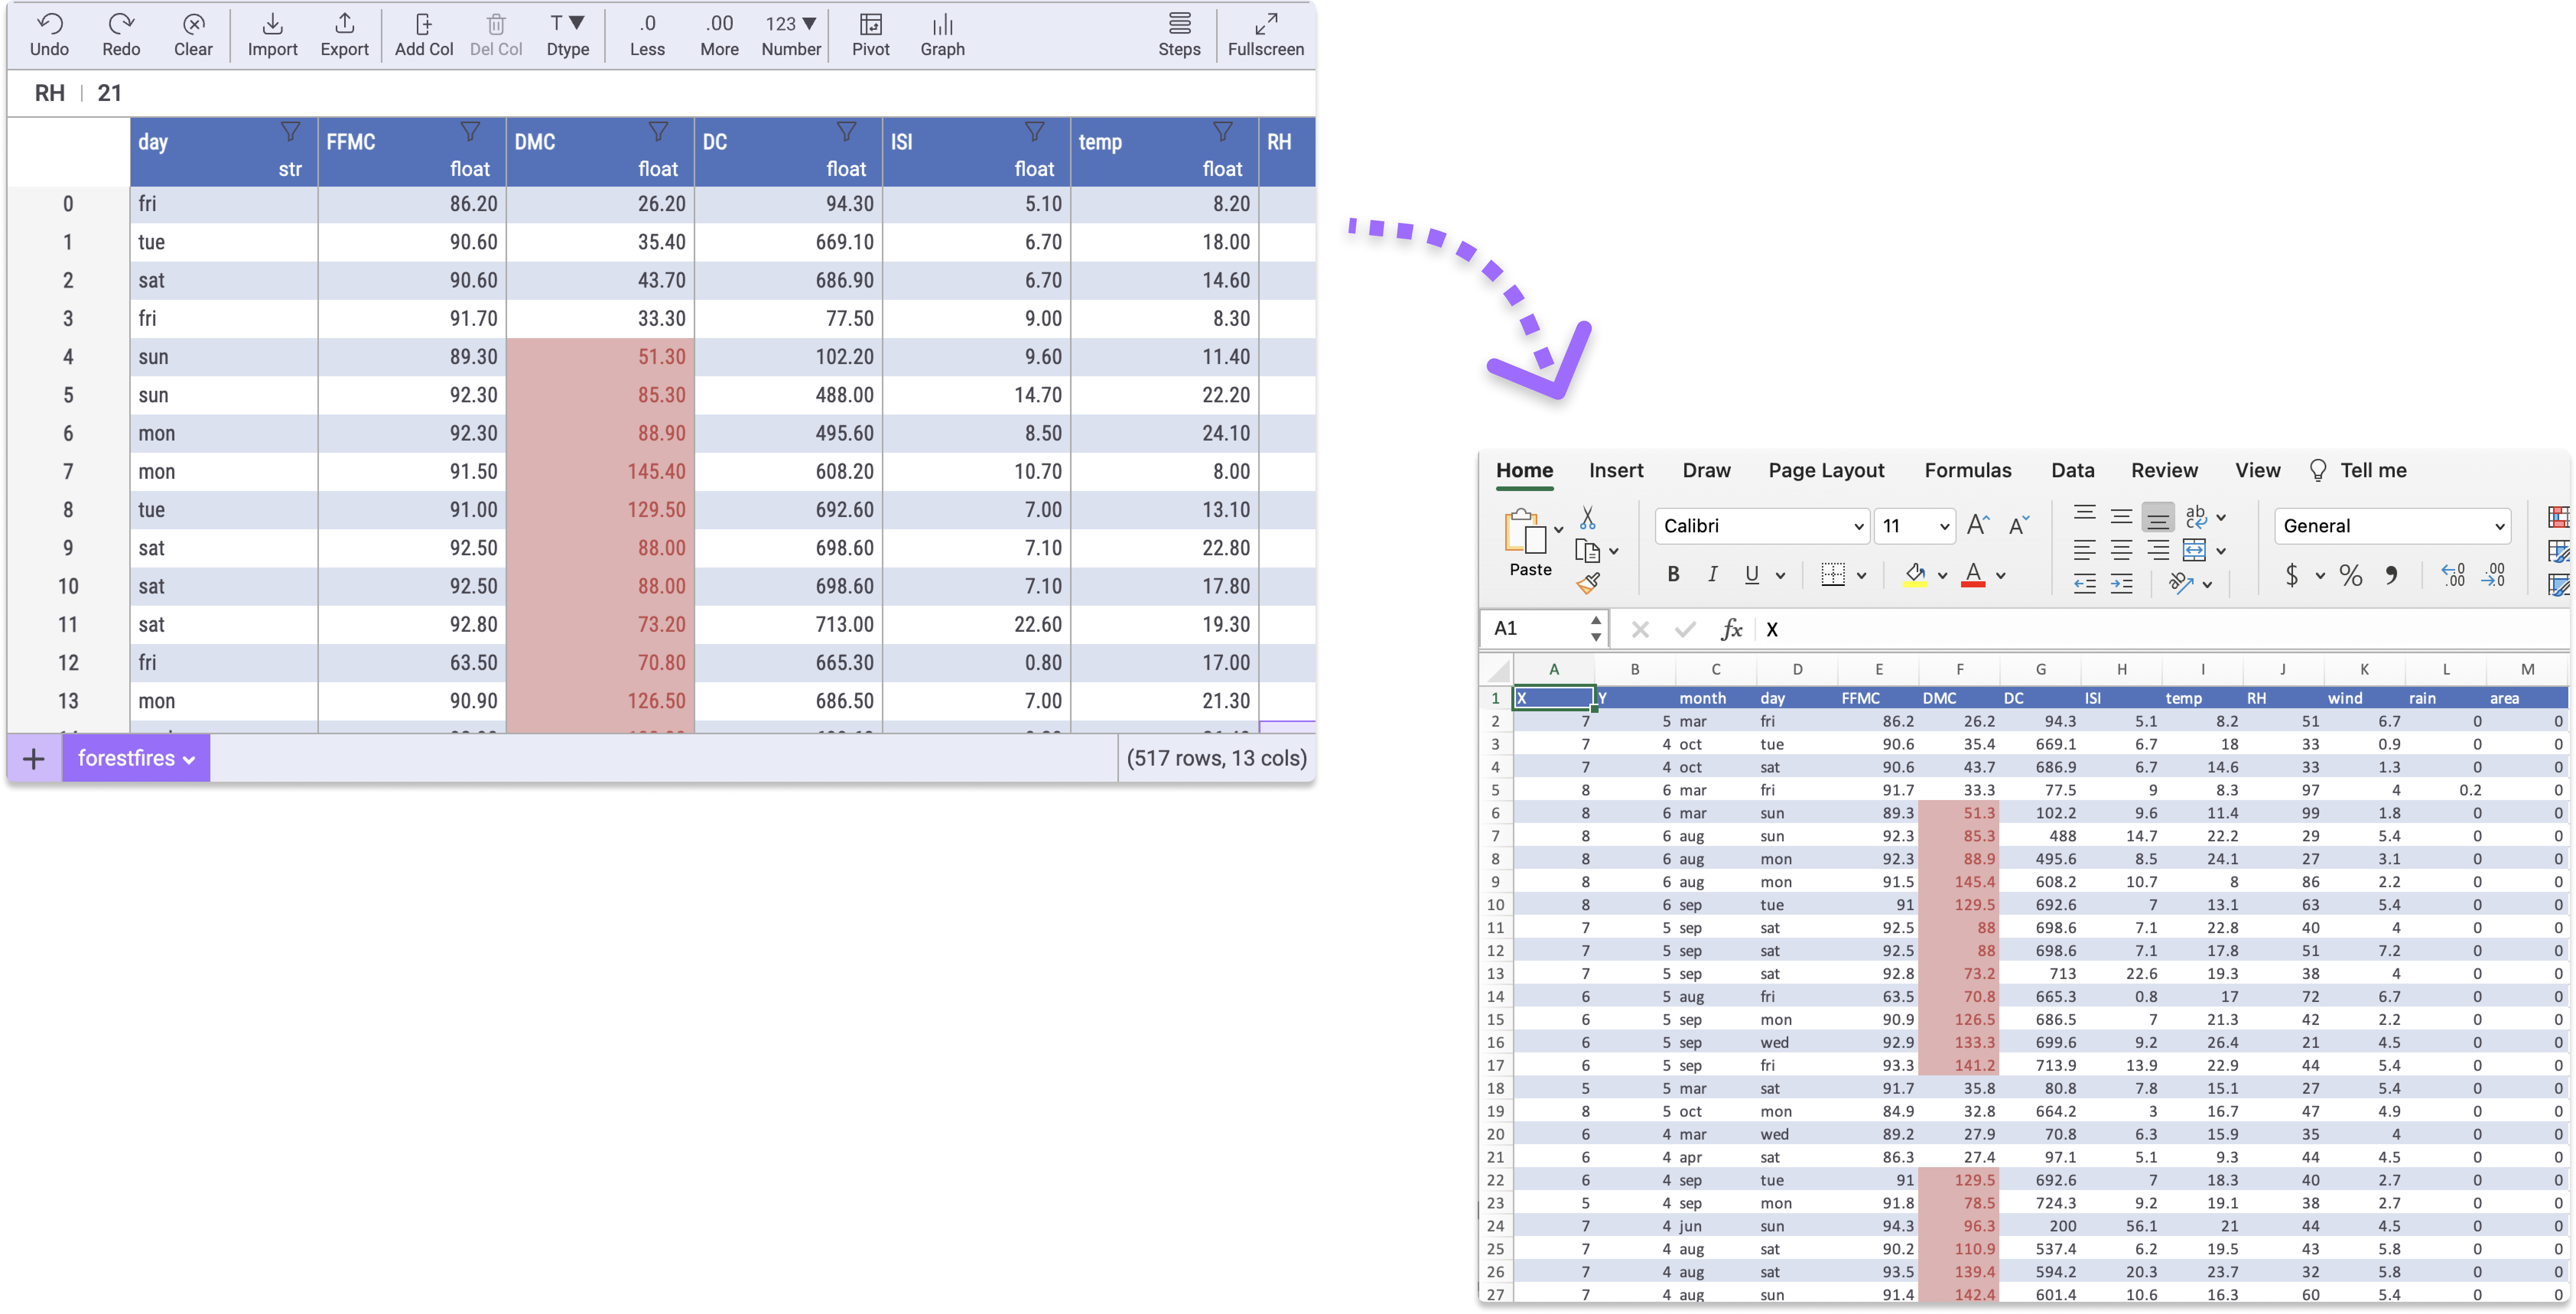 Undo Redo Clear Import Export Add Col Del Col T Dtype .0 Less .00 More 123 Number Pivot Graph Steps Fullscreen
RH | 21
day str FFMC float DMC float DC float ISI float temp float RH
0 fri 86.20 26.20 94.30 5.10 8.20
1 tue 90.60 35.40 669.10 6.70 18.00
2 sat 90.60 43.70 686.90 6.70 14.60
3 fri 91.70 33.30 77.50 9.00 8.30
4 sun 89.30 51.30 102.20 9.60 11.40
5 sun 92.30 85.30 488.00 14.70 22.20
6 mon 92.30 88.90 495.60 8.50 24.10
7 mon 91.50 145.40 608.20 10.70 8.00
8 tue 91.00 129.50 692.60 7.00 13.10
9 sat 92.50 88.00 698.60 7.10 22.80
10 sat 92.50 88.00 698.60 7.10 17.80
11 sat 92.80 73.20 713.00 22.60 19.30
12 fri 63.50 70.80 665.30 0.80 17.00
13 mon 90.90 126.50 686.50 7.00 21.30
+ forestfires (517 rows, 13 cols)
Home Insert Draw Page Layout Formulas Data Review View Tell me
Paste Calibri 11 A A ab c General
B I U A ab $ % , .0 .00 .00 .0
A1 fx X
A B C D E F G H I J K L M
1 X Y month day FFMC DMC DC ISI temp RH wind rain area
2 7 5 mar fri 86.2 26.2 94.3 5.1 8.2 51 6.7 0 0
3 7 4 oct tue 90.6 35.4 669.1 6.7 18 33 0.9 0 0
4 7 4 oct sat 90.6 43.7 686.9 6.7 14.6 33 1.3 0 0
5 8 6 mar fri 91.7 33.3 77.5 9 8.3 97 4 0.2 0
6 8 6 mar sun 89.3 51.3 102.2 9.6 11.4 99 1.8 0 0
7 8 6 aug sun 92.3 85.3 488 14.7 22.2 29 5.4 0 0
8 8 6 aug mon 92.3 88.9 495.6 8.5 24.1 27 3.1 0 0
9 8 6 aug mon 91.5 145.4 608.2 10.7 8 86 2.2 0 0
10 8 6 sep tue 91 129.5 692.6 7 13.1 63 5.4 0 0
11 7 5 sep sat 92.5 88 698.6 7.1 22.8 40 4 0 0
12 7 5 sep sat 92.5 88 698.6 7.1 17.8 51 7.2 0 0
13 7 5 sep sat 92.8 73.2 713 22.6 19.3 38 4 0 0
14 6 5 aug fri 63.5 70.8 665.3 0.8 17 72 6.7 0 0
15 6 5 sep mon 90.9 126.5 686.5 7 21.3 42 2.2 0 0
16 6 5 sep wed 92.9 133.3 699.6 9.2 26.4 21 4.5 0 0
17 6 5 sep fri 93.3 141.2 713.9 13.9 22.9 44 5.4 0 0
18 5 5 mar sat 91.7 35.8 80.8 7.8 15.1 27 5.4 0 0
19 8 5 oct mon 84.9 32.8 664.2 3 16.7 47 4.9 0 0
20 6 4 mar wed 89.2 27.9 70.8 6.3 15.9 35 4 0 0
21 6 4 apr sat 86.3 27.4 97.1 5.1 9.3 44 4.5 0 0
22 6 4 sep tue 91 129.5 692.6 7 18.3 40 2.7 0 0
23 5 4 sep mon 91.8 78.5 724.3 9.2 19.1 38 2.7 0 0
24 7 4 jun sun 94.3 96.3 200 56.1 21 44 4.5 0 0
25 7 4 aug sat 90.2 110.9 537.4 6.2 19.5 43 5.8 0 0
26 7 4 aug sat 93.5 139.4 594.2 20.3 23.7 32 5.8 0 0
27 7 4 aug sun 91.4 142.4 601.4 10.6 16.3 60 5.4 0 0